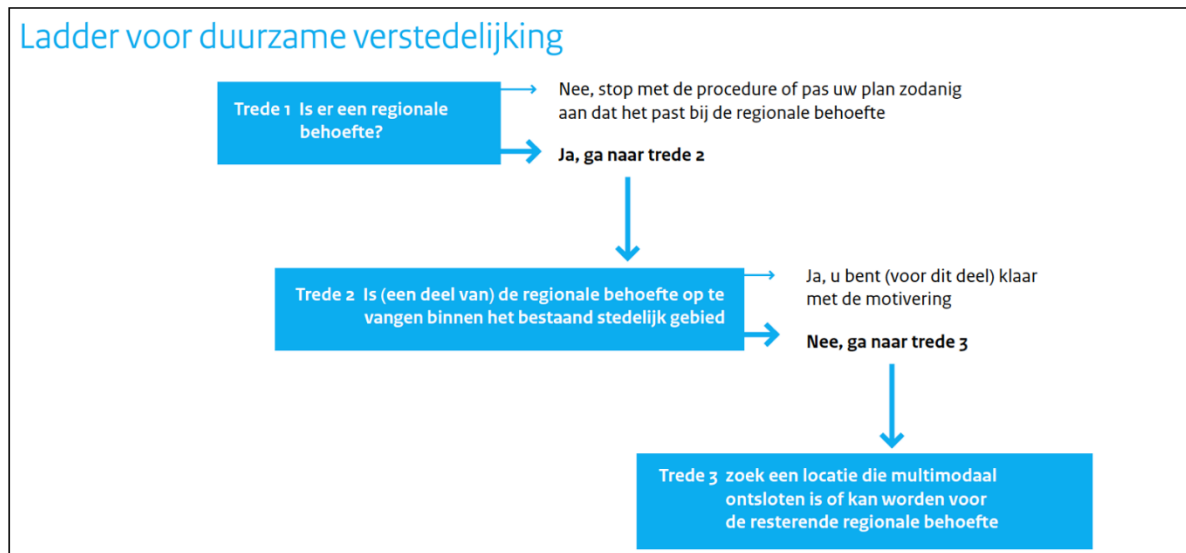 Ladder voor duurzame verstedelijking
Trede 1 Is er een regionale
behoefte?
Nee, stop met de procedure of pas uw plan zodanig
aan dat het past bij de regionale behoefte
Ja, ga naar trede 2
Trede 2 Is (een deel van) de regionale behoefte op te
vangen binnen het bestaand stedelijk gebied
Ja, u bent (voor dit deel) klaar
met de motivering
Nee, ga naar trede 3
Trede 3 zoek een locatie die multimodaal
ontsloten is of kan worden voor
de resterende regionale behoefte